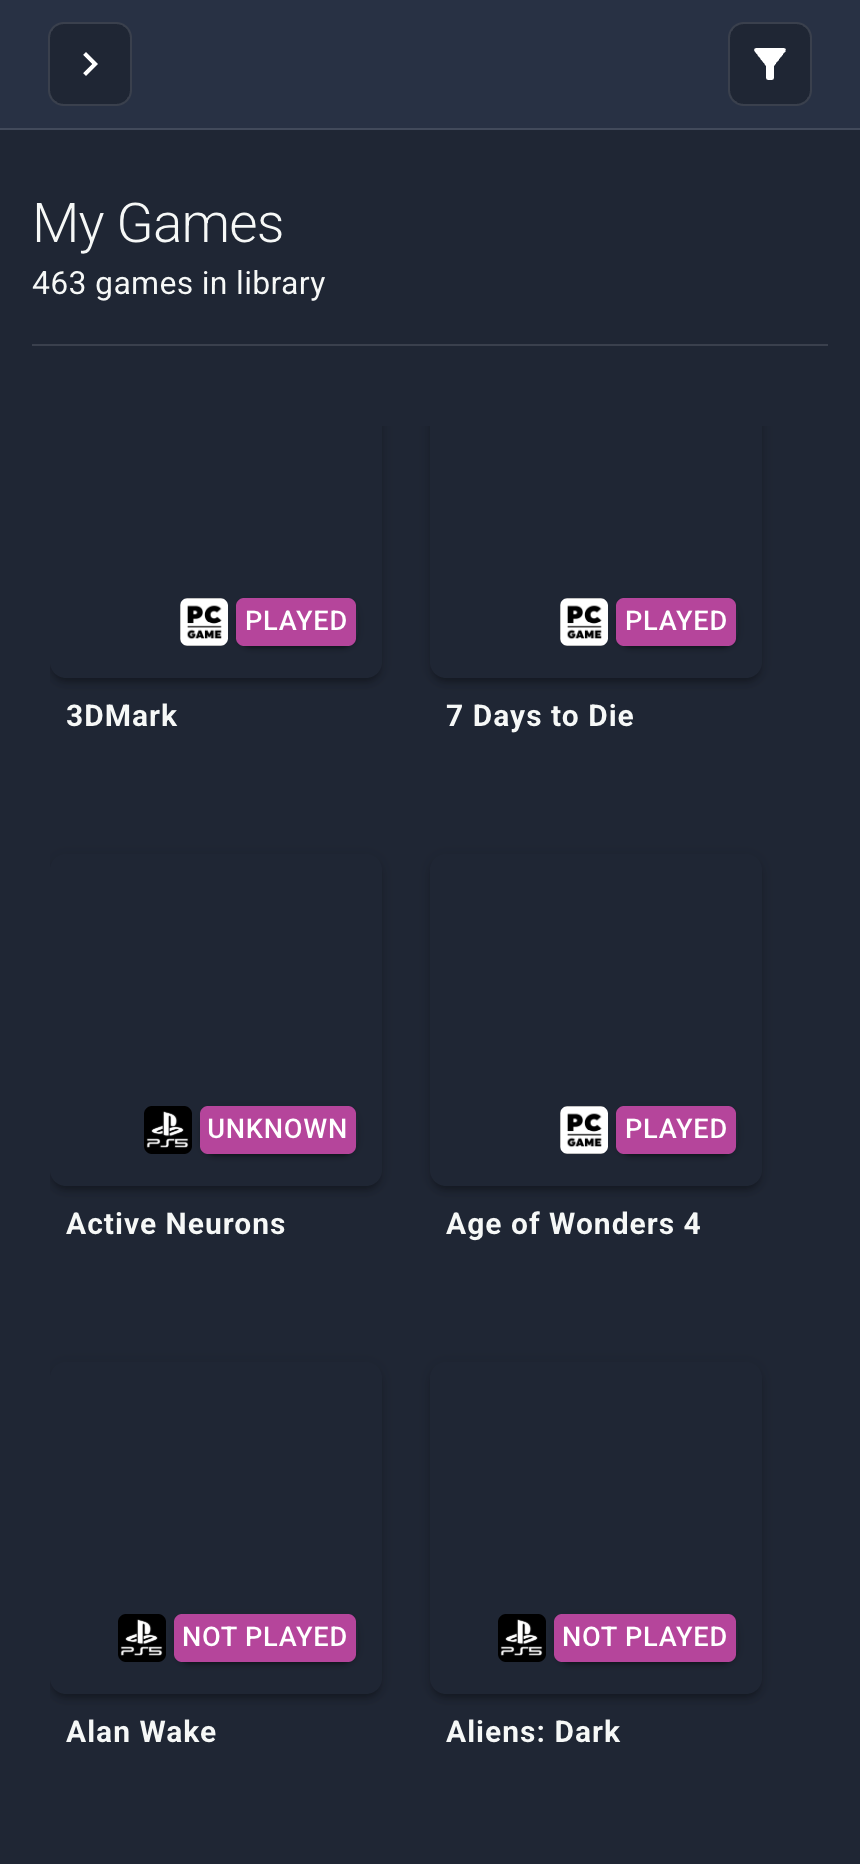 My Games
463 games in library
PC GAME PLAYED
PC GAME PLAYED
3DMark
7 Days to Die
PS5 UNKNOWN
PC GAME PLAYED
Active Neurons
Age of Wonders 4
PS5 NOT PLAYED
PS5 NOT PLAYED
Alan Wake
Aliens: Dark